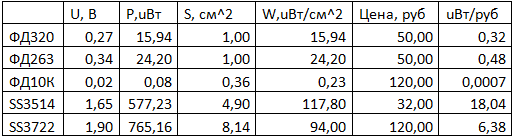 U, В P,uВт S, см^2 W,uВт/см^2 Цена, руб uВт/руб
ФД320 0,27 15,94 1,00 15,94 50,00 0,32
ФД263 0,34 24,20 1,00 24,20 50,00 0,48
ФД10К 0,02 0,08 0,36 0,23 120,00 0,0007
SS3514 1,65 577,23 4,90 117,80 32,00 18,04
SS3722 1,90 765,16 8,14 94,00 120,00 6,38